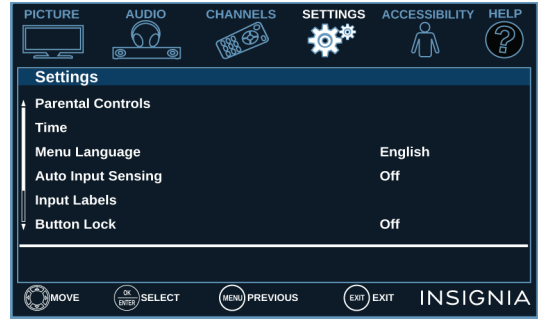 PICTURE AUDIO CHANNELS SETTINGS ACCESSIBILITY HELP
Settings
Parental Controls
Time
Menu Language English
Auto Input Sensing Off
Input Labels
Button Lock Off
MOVE OK ENTER SELECT MENU PREVIOUS EXIT EXIT INSIGNIA